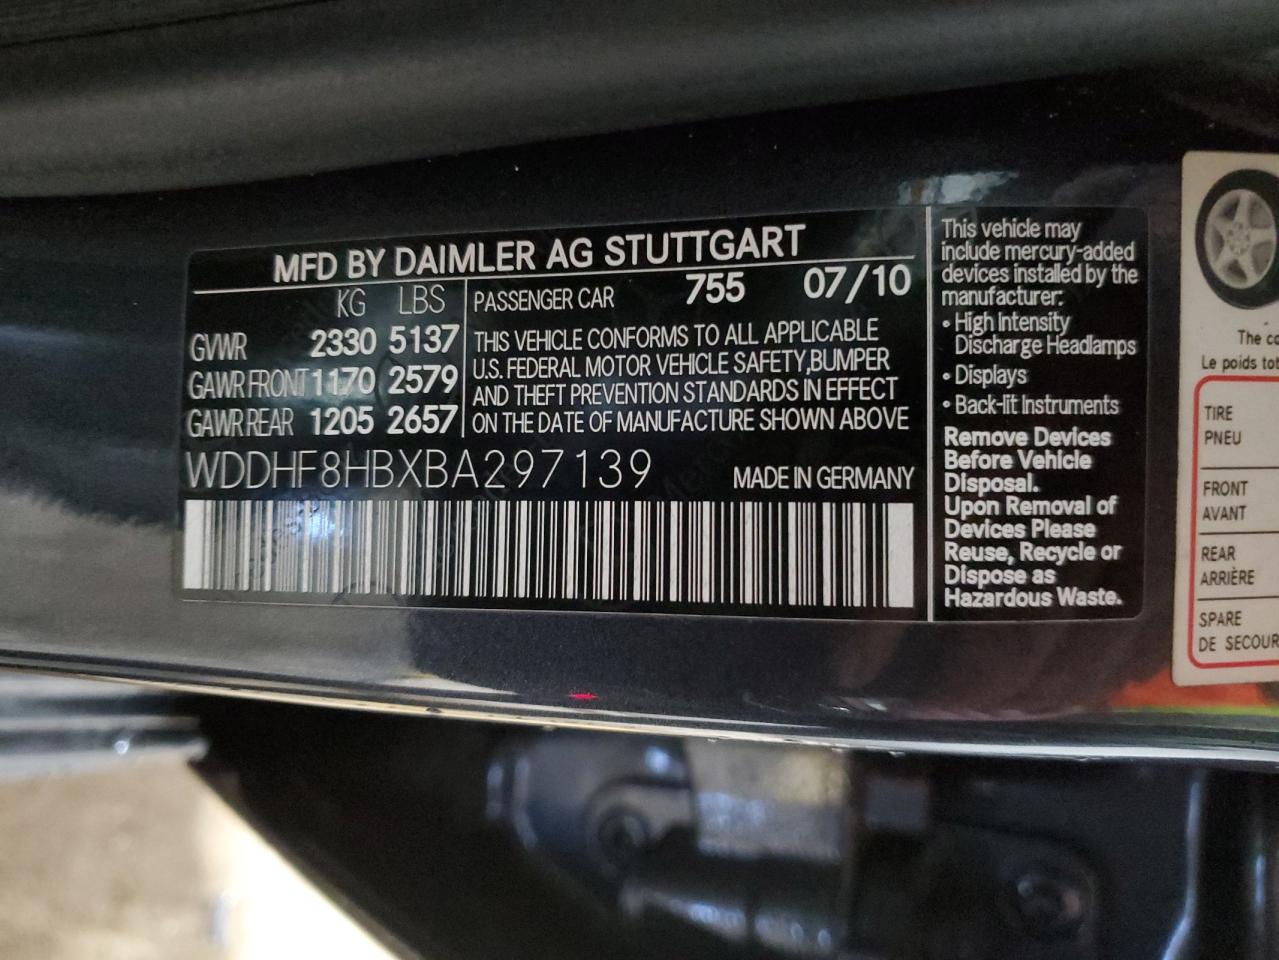 MFD BY DAIMLER AG STUTTGART
KG LBS
GVWR 2330 5137
GAWR FRONT 1170 2579
GAWR REAR 1205 2657
PASSENGER CAR 755 07/10
THIS VEHICLE CONFORMS TO ALL APPLICABLE
U.S. FEDERAL MOTOR VEHICLE SAFETY,BUMPER
AND THEFT PREVENTION STANDARDS IN EFFECT
ON THE DATE OF MANUFACTURE SHOWN ABOVE
WDDHF8HBXBA297139 MADE IN GERMANY
This vehicle may
include mercury-added
devices installed by the
manufacturer:
• High Intensity
Discharge Headlamps
• Displays
• Back-lit Instruments
Remove Devices
Before Vehicle
Disposal.
Upon Removal of
Devices Please
Reuse, Recycle or
Dispose as
Hazardous Waste.
The
Le poids
TIRE
PNEU
FRONT
AVANT
REAR
ARRIÈRE
SPARE
DE